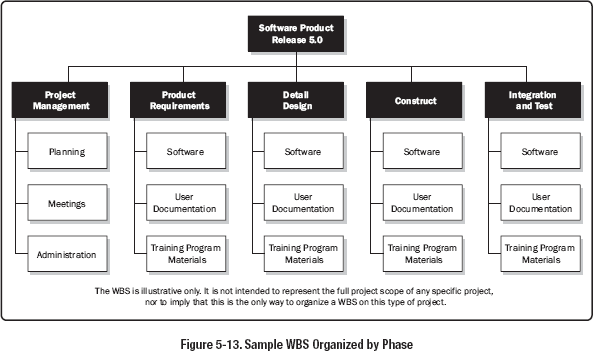 Software Product
Release 5.0
Project
Management
Product
Requirements
Detail
Design
Construct
Integration
and Test
Planning
Software
Software
Software
Software
Meetings
User
Documentation
User
Documentation
User
Documentation
User
Documentation
Administration
Training Program
Materials
Training Program
Materials
Training Program
Materials
Training Program
Materials
The WBS is illustrative only. It is not intended to represent the full project scope of any specific project,
nor to imply that this is the only way to organize a WBS on this type of project.
Figure 5-13. Sample WBS Organized by Phase